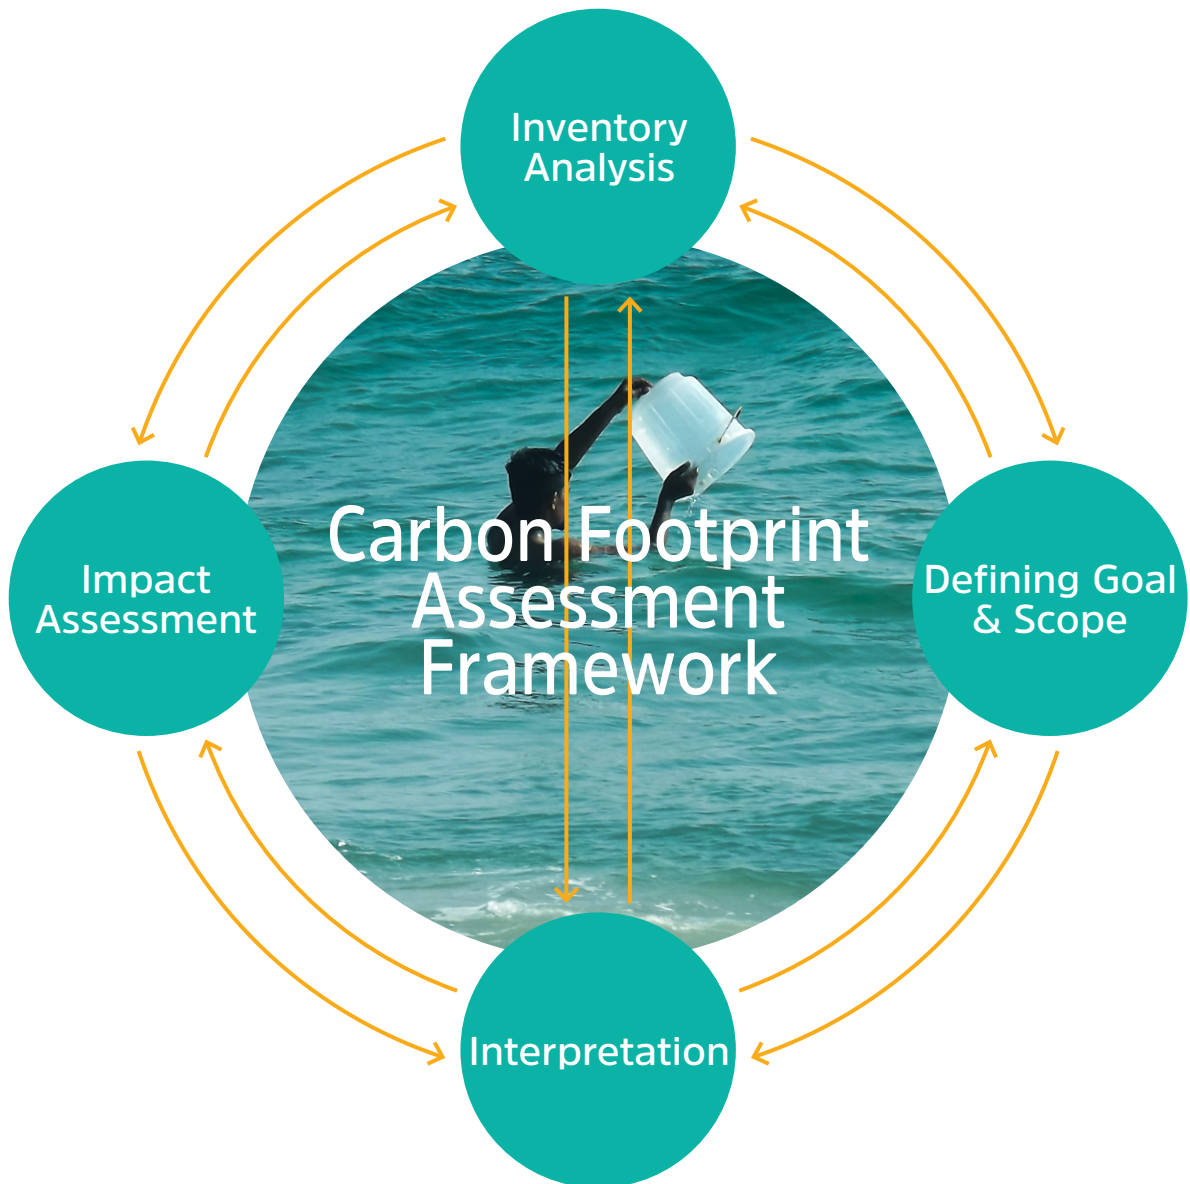 Inventory
Analysis
Impact
Assessment
Carbon Footprint
Assessment
Framework
Defining Goal
& Scope
Interpretation